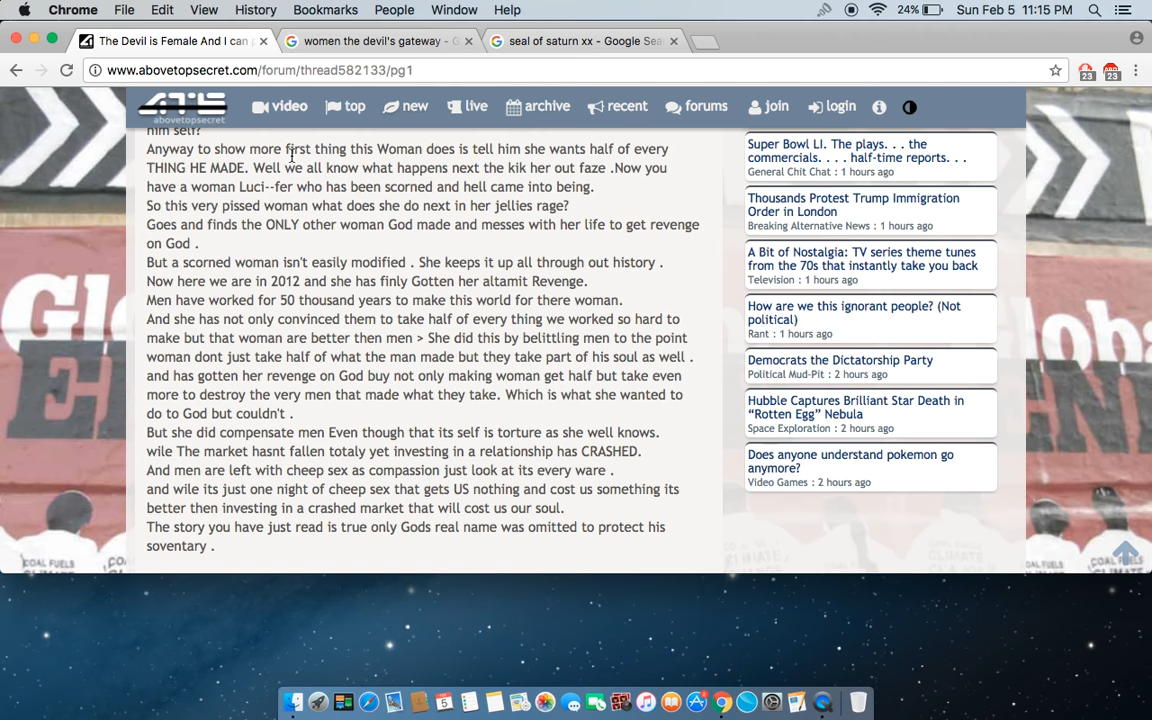 Chrome File Edit View History Bookmarks People Window Help 24% Sun Feb 5 11:15 PM
The Devil is Female And I can women the devil's gateway - G seal of saturn xx - Google Sea
www.abovetopsecret.com/forum/thread582133/pg1
23 ABP 23
ATS abovetopsecret video top new live archive recent forums join login
him self?
Anyway to show more first thing this Woman does is tell him she wants half of every
THING HE MADE. Well we all know what happens next the kik her out faze .Now you
have a woman Luci--fer who has been scorned and hell came into being.
So this very pissed woman what does she do next in her jellies rage?
Goes and finds the ONLY other woman God made and messes with her life to get revenge
on God .
But a scorned woman isn't easily modified . She keeps it up all through out history .
Now here we are in 2012 and she has finly Gotten her altamit Revenge.
Men have worked for 50 thousand years to make this world for there woman.
And she has not only convinced them to take half of every thing we worked so hard to
make but that woman are better then men > She did this by belittling men to the point
woman dont just take half of what the man made but they take part of his soul as well .
and has gotten her revenge on God buy not only making woman get half but take even
more to destroy the very men that made what they take. Which is what she wanted to
do to God but couldn't .
But she did compensate men Even though that its self is torture as she well knows.
wile The market hasnt fallen totaly yet investing in a relationship has CRASHED.
And men are left with cheep sex as compassion just look at its every ware .
and wile its just one night of cheep sex that gets US nothing and cost us something its
better then investing in a crashed market that will cost us our soul.
The story you have just read is true only Gods real name was omitted to protect his
soventary .
Super Bowl LI. The plays. . . the
commercials. . . . half-time reports. . .
General Chit Chat : 1 hours ago
Thousands Protest Trump Immigration
Order in London
Breaking Alternative News : 1 hours ago
A Bit of Nostalgia: TV series theme tunes
from the 70s that instantly take you back
Television : 1 hours ago
How are we this ignorant people? (Not
political)
Rant : 1 hours ago
Democrats the Dictatorship Party
Political Mud-Pit : 2 hours ago
Hubble Captures Brilliant Star Death in
“Rotten Egg” Nebula
Space Exploration : 2 hours ago
Does anyone understand pokemon go
anymore?
Video Games : 2 hours ago
COAL FUELS
CLIMATE
COAL FUELS
CLIMATE